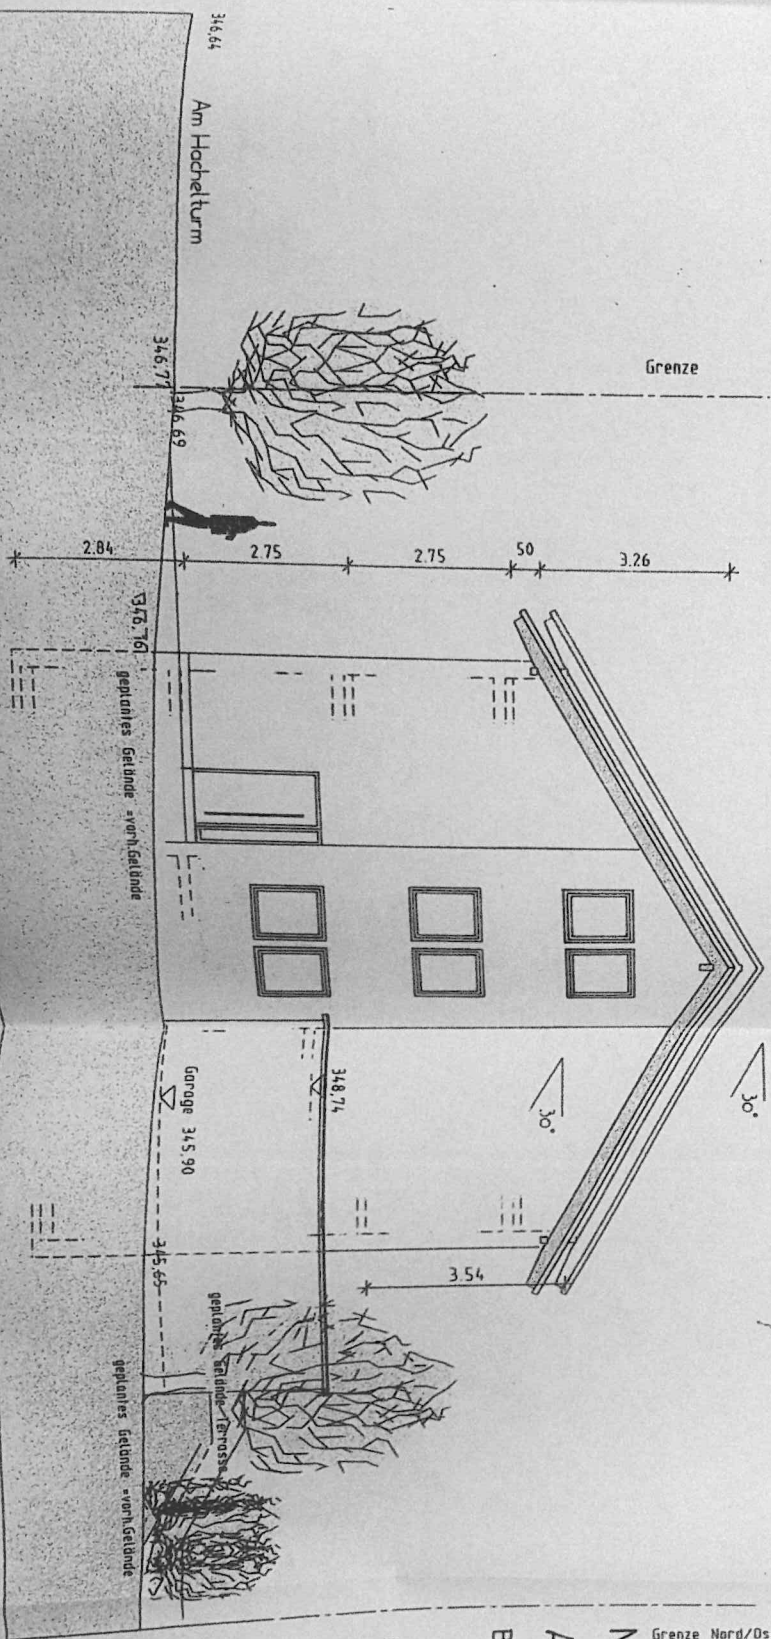 346,64
Am Hachelturm
Grenze
346.77
346.69
2.84
2.75
2.75
50
3.26
346,76
geplantes Gelände =vorh.Gelände
30°
30°
348,74
Garage 345,90
345,65
3.54
geplantes Gelände-Terrasse
geplantes Gelände =vorh.Gelände
Grenze Nord/Os
N
A